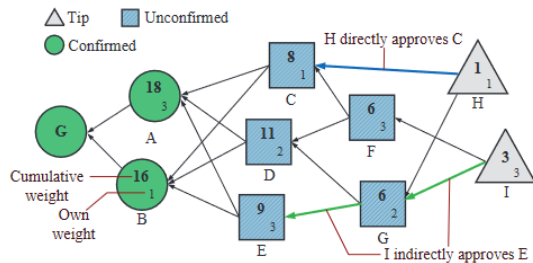 Tip
Unconfirmed
Confirmed
H directly approves C
8
1
C
1
1
H
18
3
A
6
3
F
G
11
2
D
3
3
I
Cumulative
weight
16
1
B
Own
weight
9
3
E
6
2
G
I indirectly approves E